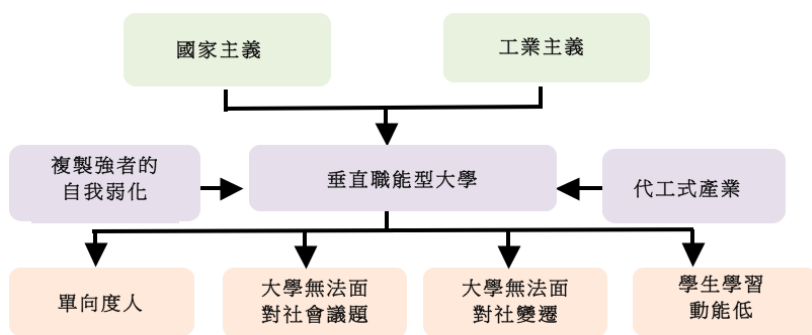 國家主義
工業主義
複製強者的
自我弱化
垂直職能型大學
代工式產業
單向度人
大學無法面
對社會議題
大學無法面
對社變遷
學生學習
動能低